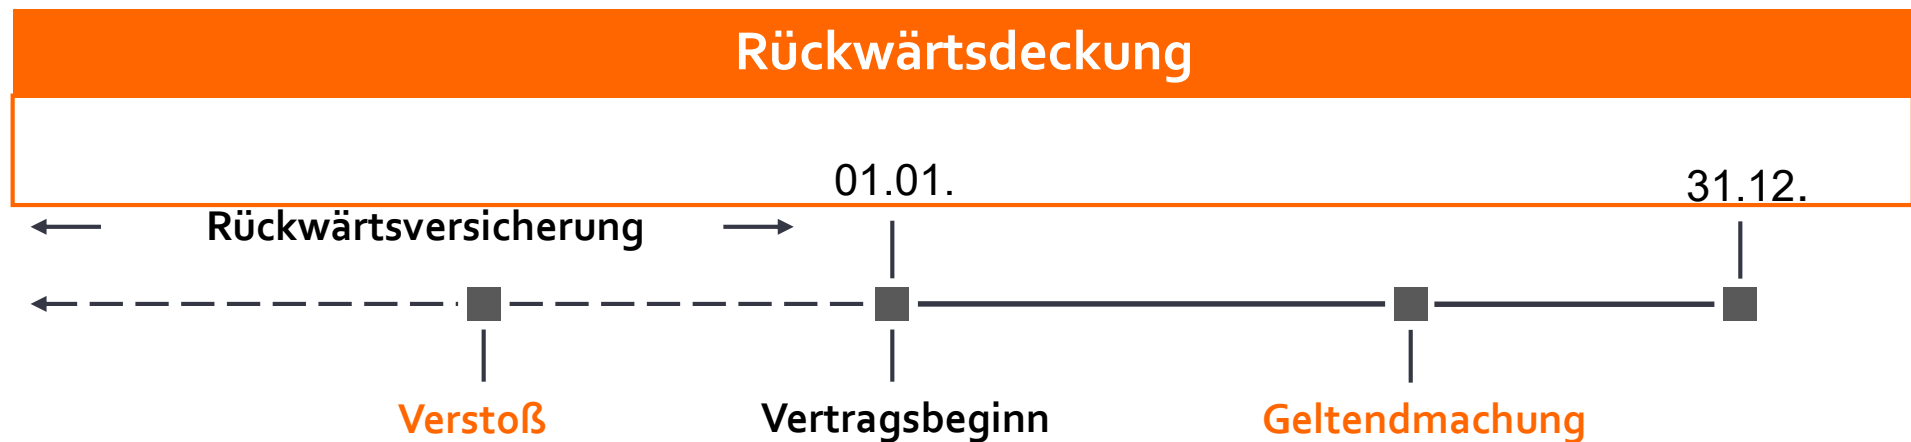 Rückwärtsdeckung
01.01.
31.12.
Rückwärtsversicherung
Verstoß
Vertragsbeginn
Geltendmachung